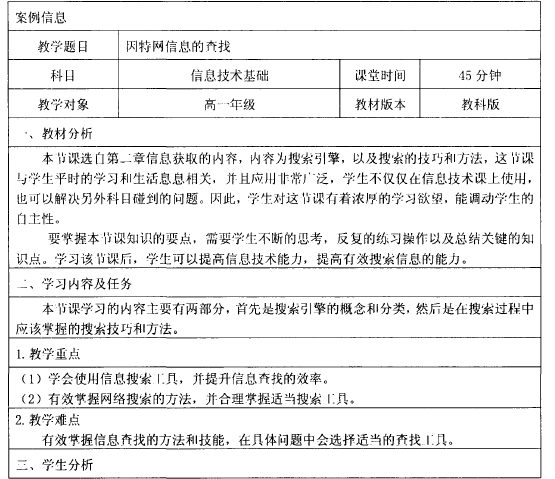 案例信息
教学题目 因特网信息的查找
科目 信息技术基础 课堂时间 45 分钟
教学对象 高一年级 教材版本 教科版
一、教材分析
本节课选自第二章信息获取的内容，内容为搜索引擎，以及搜索的技巧和方法，这节课
与学生平时的学习和生活息息相关，并且应用非常广泛，学生不仅仅在信息技术课上使用，
也可以解决另外科目碰到的问题。因此，学生对这节课有着浓厚的学习欲望，能调动学生的
自主性。
要掌握本节课知识的要点，需要学生不断的思考，反复的练习操作以及总结关键的知
识点。学习该节课后，学生可以提高信息技术能力，提高有效搜索信息的能力。
二、学习内容及任务
本节课学习的内容主要有两部分，首先是搜索引擎的概念和分类，然后是在搜索过程中
应该掌握的搜索技巧和方法。
1.教学重点
（1）学会使用信息搜索工具，并提升信息查找的效率。
（2）有效掌握网络搜索的方法，并合理掌握适当搜索工具。
2.教学难点
有效掌握信息查找的方法和技能，在具体问题中会选择适当的查找工具。
三、学生分析